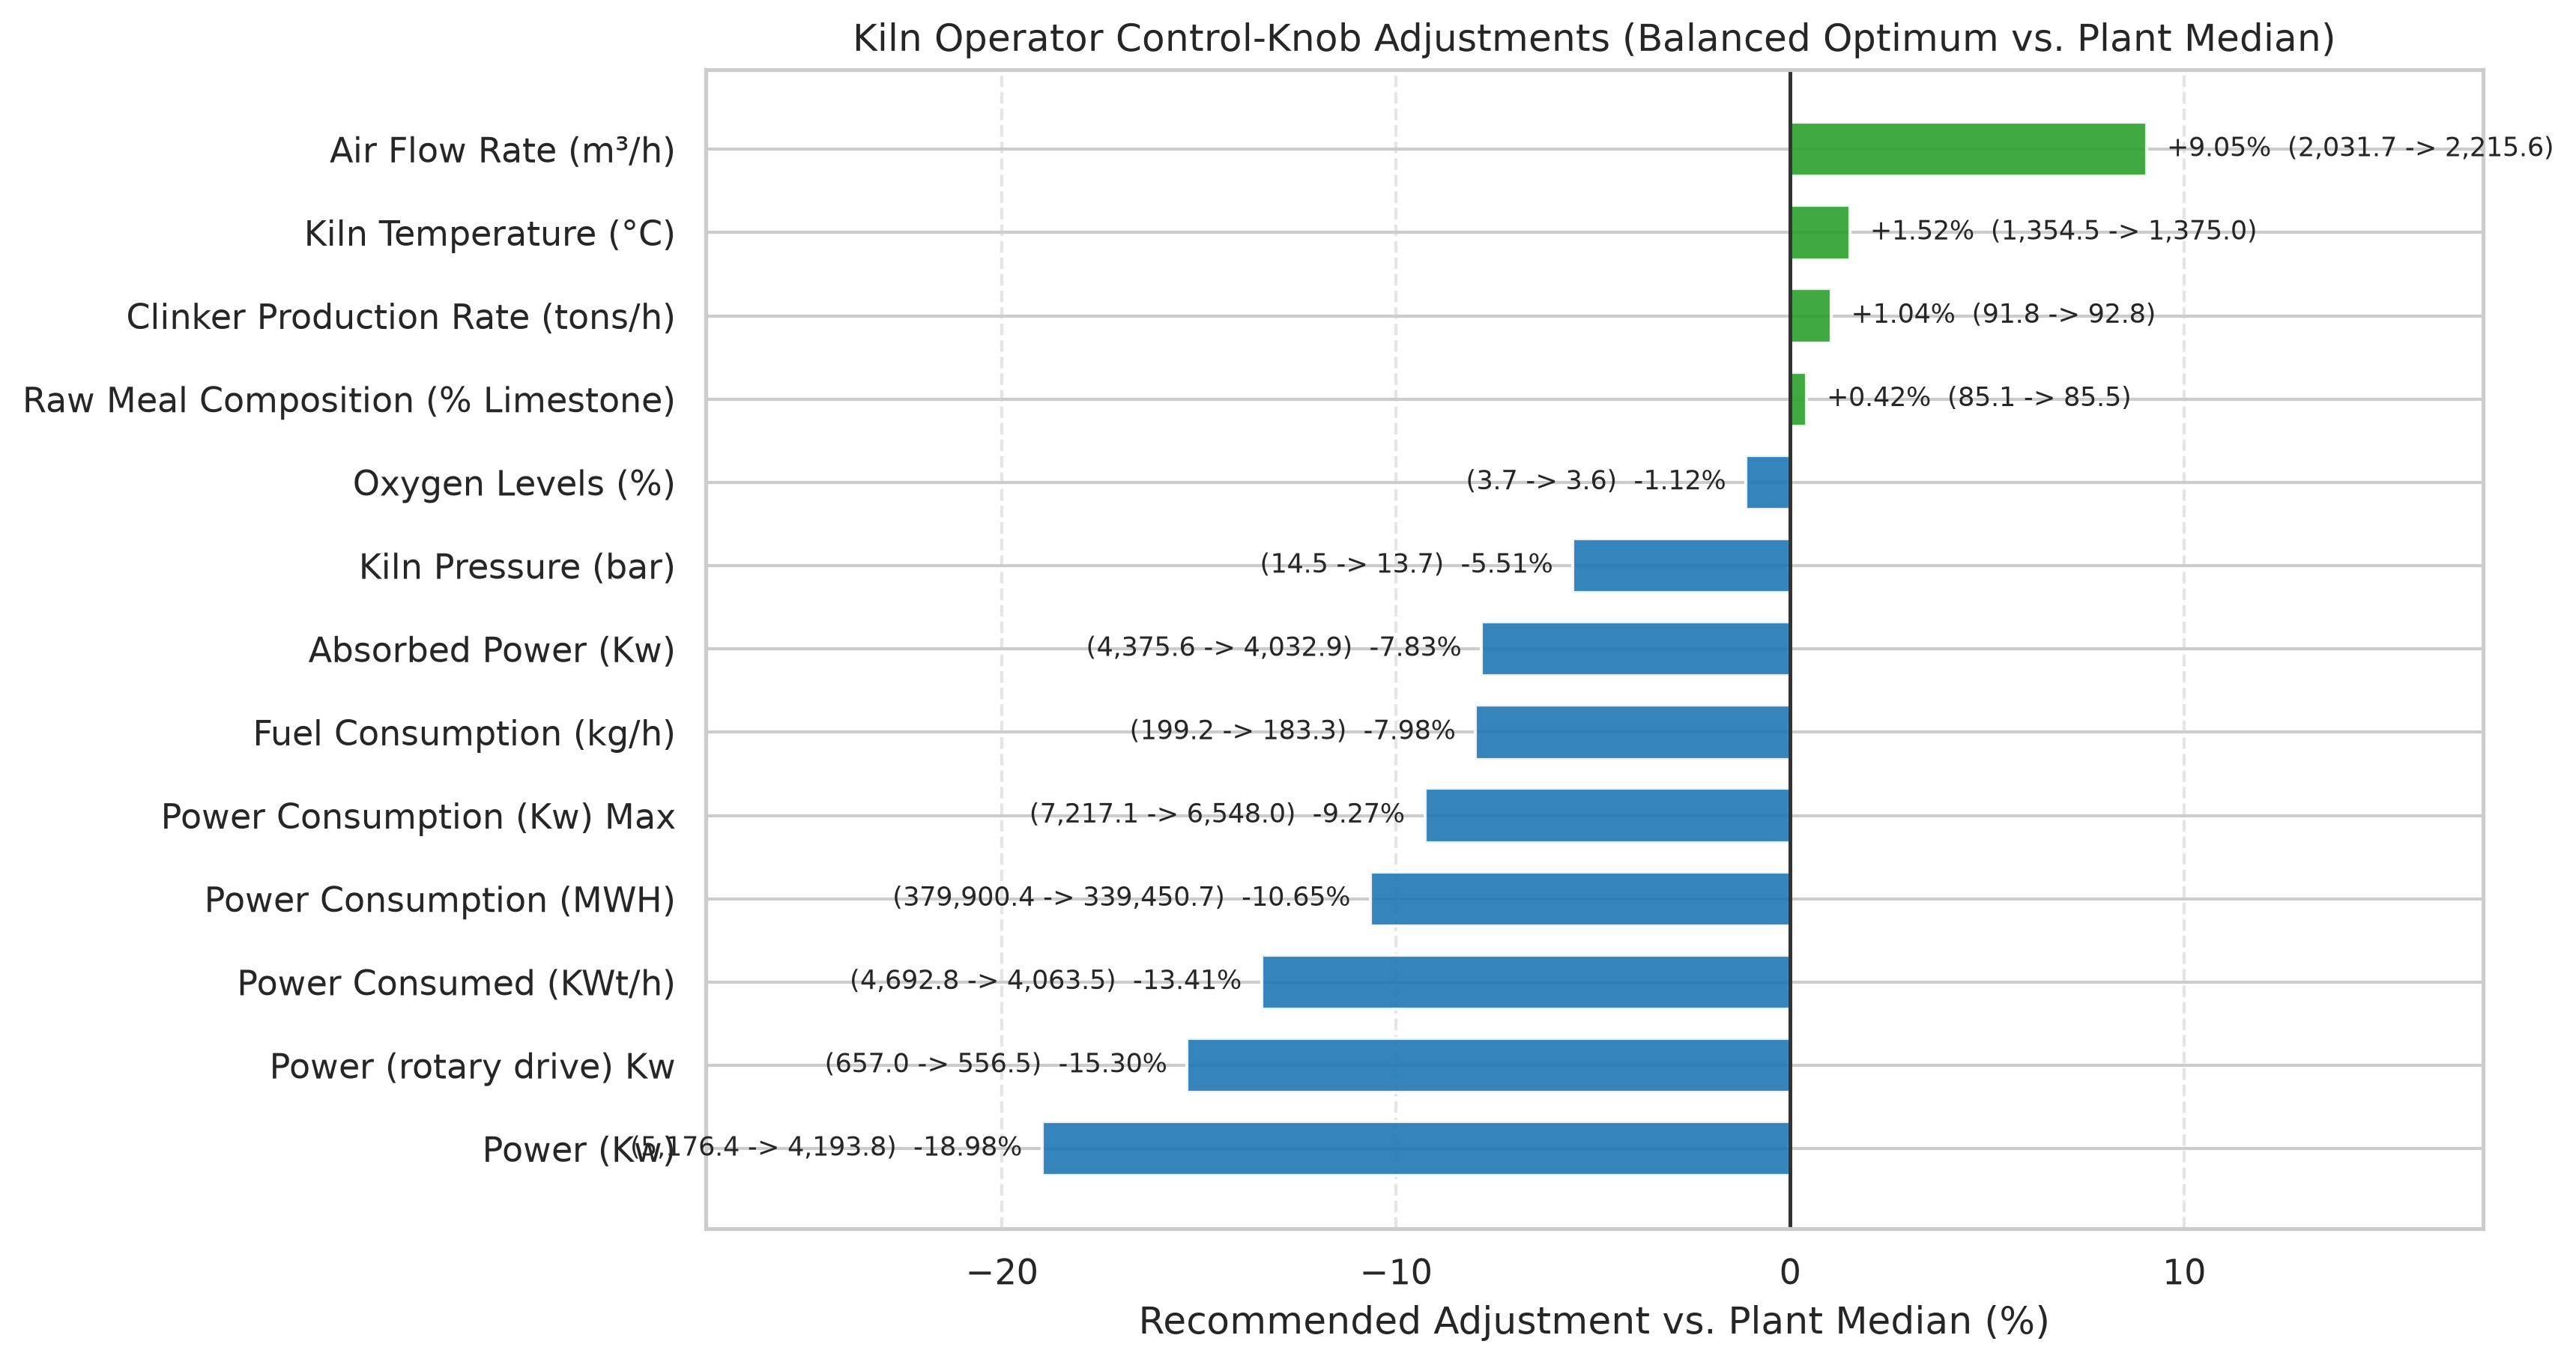 Kiln Operator Control-Knob Adjustments (Balanced Optimum vs. Plant Median)
Air Flow Rate (m³/h)
+9.05% (2,031.7 -> 2,215.6)
Kiln Temperature (°C)
+1.52% (1,354.5 -> 1,375.0)
Clinker Production Rate (tons/h)
+1.04% (91.8 -> 92.8)
Raw Meal Composition (% Limestone)
+0.42% (85.1 -> 85.5)
Oxygen Levels (%)
(3.7 -> 3.6) -1.12%
Kiln Pressure (bar)
(14.5 -> 13.7) -5.51%
Absorbed Power (Kw)
(4,375.6 -> 4,032.9) -7.83%
Fuel Consumption (kg/h)
(199.2 -> 183.3) -7.98%
Power Consumption (Kw) Max
(7,217.1 -> 6,548.0) -9.27%
Power Consumption (MWH)
(379,900.4 -> 339,450.7) -10.65%
Power Consumed (KWt/h)
(4,692.8 -> 4,063.5) -13.41%
Power (rotary drive) Kw
(657.0 -> 556.5) -15.30%
Power (Kw)
(5,176.4 -> 4,193.8) -18.98%
−20
−10
0
10
Recommended Adjustment vs. Plant Median (%)